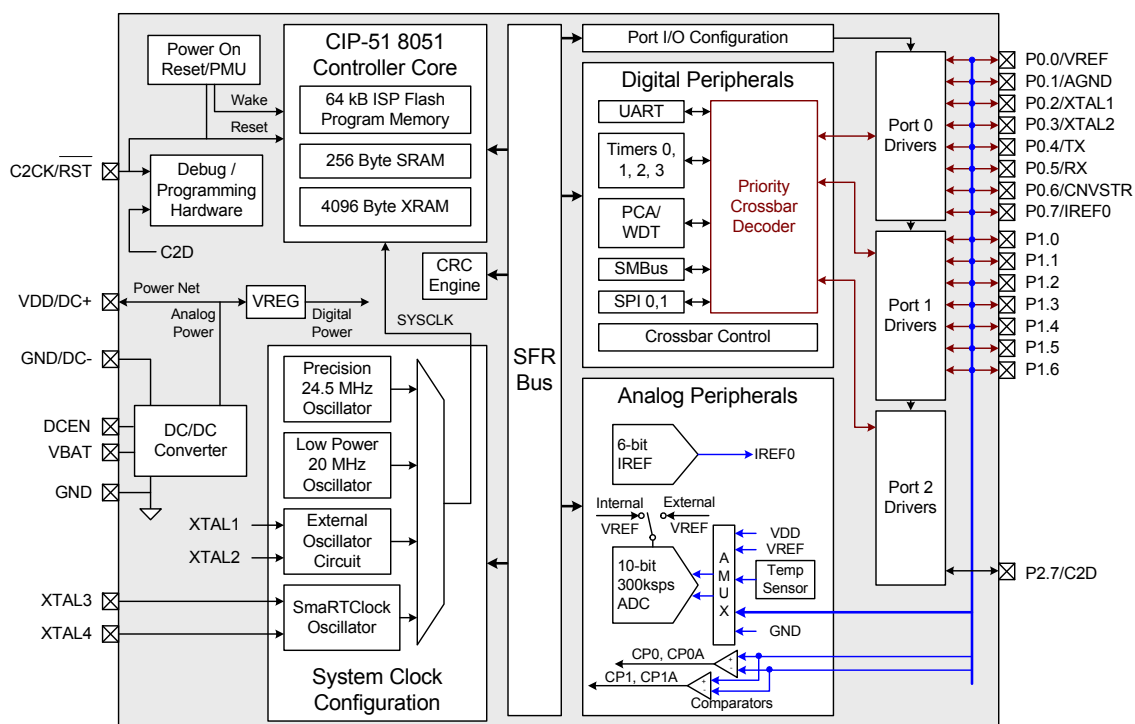 Power On
Reset/PMU
Wake
Reset
C2CK/RST
Debug /
Programming
Hardware
C2D
VDD/DC+
Power Net
Analog
Power
VREG
Digital
Power
GND/DC-
DCEN
VBAT
GND
DC/DC
Converter
XTAL1
XTAL2
XTAL3
XTAL4
CIP-51 8051
Controller Core
64 kB ISP Flash
Program Memory
256 Byte SRAM
4096 Byte XRAM
CRC
Engine
SYSCLK
Precision
24.5 MHz
Oscillator
Low Power
20 MHz
Oscillator
External
Oscillator
Circuit
SmaRTClock
Oscillator
System Clock
Configuration
SFR
Bus
Port I/O Configuration
Digital Peripherals
UART
Timers 0,
1, 2, 3
PCA/
WDT
SMBus
SPI 0,1
Priority
Crossbar
Decoder
Crossbar Control
Analog Peripherals
6-bit
IREF
IREF0
Internal
VREF
External
VREF
10-bit
300ksps
ADC
A
M
U
X
VDD
VREF
Temp
Sensor
GND
CP0, CP0A
+
-
CP1, CP1A
+
-
Comparators
Port 0
Drivers
Port 1
Drivers
Port 2
Drivers
P0.0/VREF
P0.1/AGND
P0.2/XTAL1
P0.3/XTAL2
P0.4/TX
P0.5/RX
P0.6/CNVSTR
P0.7/IREF0
P1.0
P1.1
P1.2
P1.3
P1.4
P1.5
P1.6
P2.7/C2D